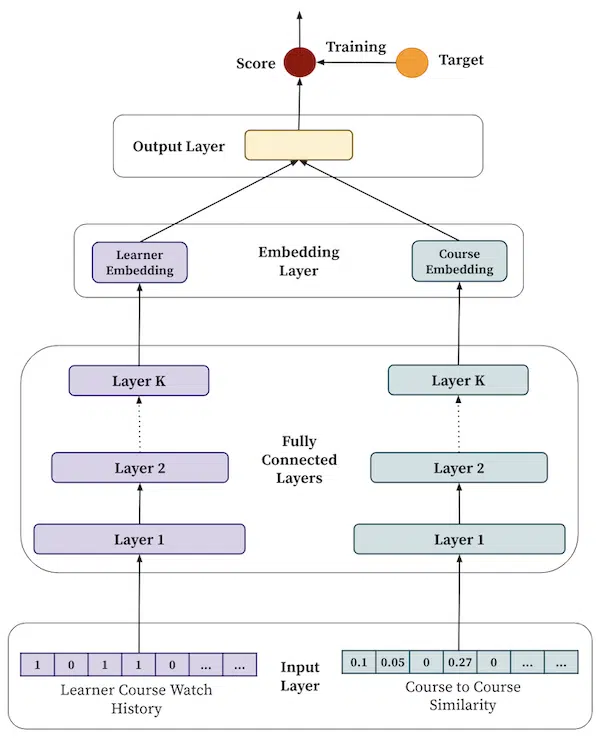 Training
Score
Target
Output Layer
Learner
Embedding
Embedding
Layer
Course
Embedding
Layer K
Layer K
Layer 2
Fully
Connected
Layers
Layer 2
Layer 1
Layer 1
1 0 1 1 0 ... ...
Learner Course Watch
History
Input
Layer
0.1 0.05 0 0.27 0 ... ...
Course to Course
Similarity